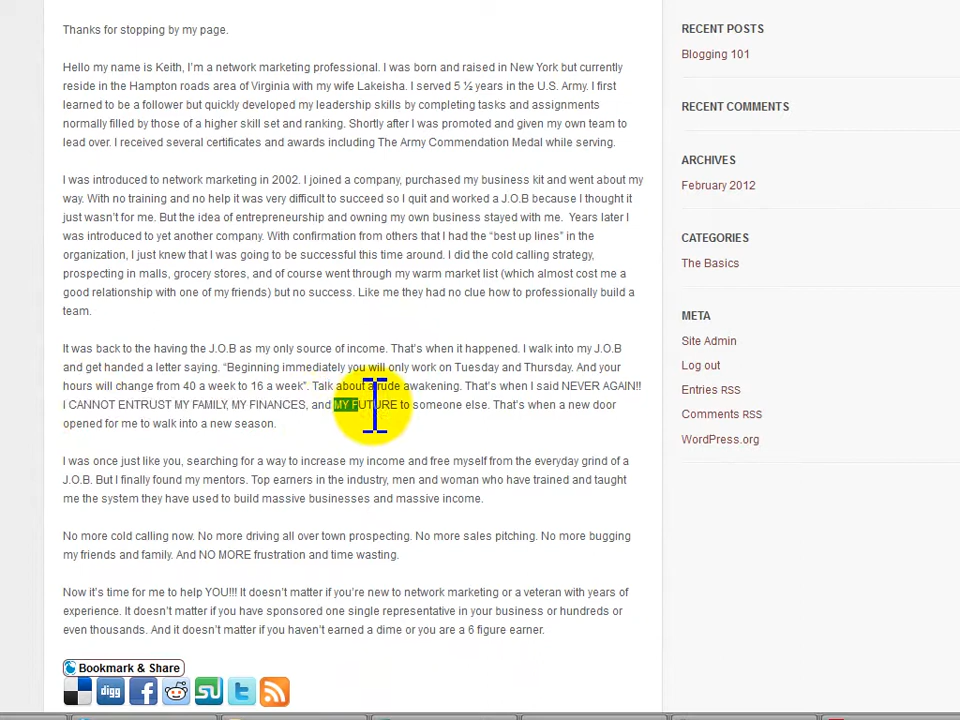 Thanks for stopping by my page.
Hello my name is Keith, I'm a network marketing professional. I was born and raised in New York but currently
reside in the Hampton roads area of Virginia with my wife Lakeisha. I served 5 ½ years in the U.S. Army. I first
learned to be a follower but quickly developed my leadership skills by completing tasks and assignments
normally filled by those of a higher skill set and ranking. Shortly after I was promoted and given my own team to
lead over. I received several certificates and awards including The Army Commendation Medal while serving.
I was introduced to network marketing in 2002. I joined a company, purchased my business kit and went about my
way. With no training and no help it was very difficult to succeed so I quit and worked a J.O.B because I thought it
just wasn't for me. But the idea of entrepreneurship and owning my own business stayed with me. Years later I
was introduced to yet another company. With confirmation from others that I had the "best up lines" in the
organization, I just knew that I was going to be successful this time around. I did the cold calling strategy,
prospecting in malls, grocery stores, and of course went through my warm market list (which almost cost me a
good relationship with one of my friends) but no success. Like me they had no clue how to professionally build a
team.
It was back to the having the J.O.B as my only source of income. That's when it happened. I walk into my J.O.B
and get handed a letter saying. "Beginning immediately you will only work on Tuesday and Thursday. And your
hours will change from 40 a week to 16 a week". Talk about a rude awakening. That's when I said NEVER AGAIN!!
I CANNOT ENTRUST MY FAMILY, MY FINANCES, and MY FUTURE to someone else. That's when a new door
opened for me to walk into a new season.
I was once just like you, searching for a way to increase my income and free myself from the everyday grind of a
J.O.B. But I finally found my mentors. Top earners in the industry, men and woman who have trained and taught
me the system they have used to build massive businesses and massive income.
No more cold calling now. No more driving all over town prospecting. No more sales pitching. No more bugging
my friends and family. And NO MORE frustration and time wasting.
Now it's time for me to help YOU!!! It doesn't matter if you're new to network marketing or a veteran with years of
experience. It doesn't matter if you have sponsored one single representative in your business or hundreds or
even thousands. And it doesn't matter if you haven't earned a dime or you are a 6 figure earner.
Bookmark & Share
digg
RECENT POSTS
Blogging 101
RECENT COMMENTS
ARCHIVES
February 2012
CATEGORIES
The Basics
META
Site Admin
Log out
Entries RSS
Comments RSS
WordPress.org